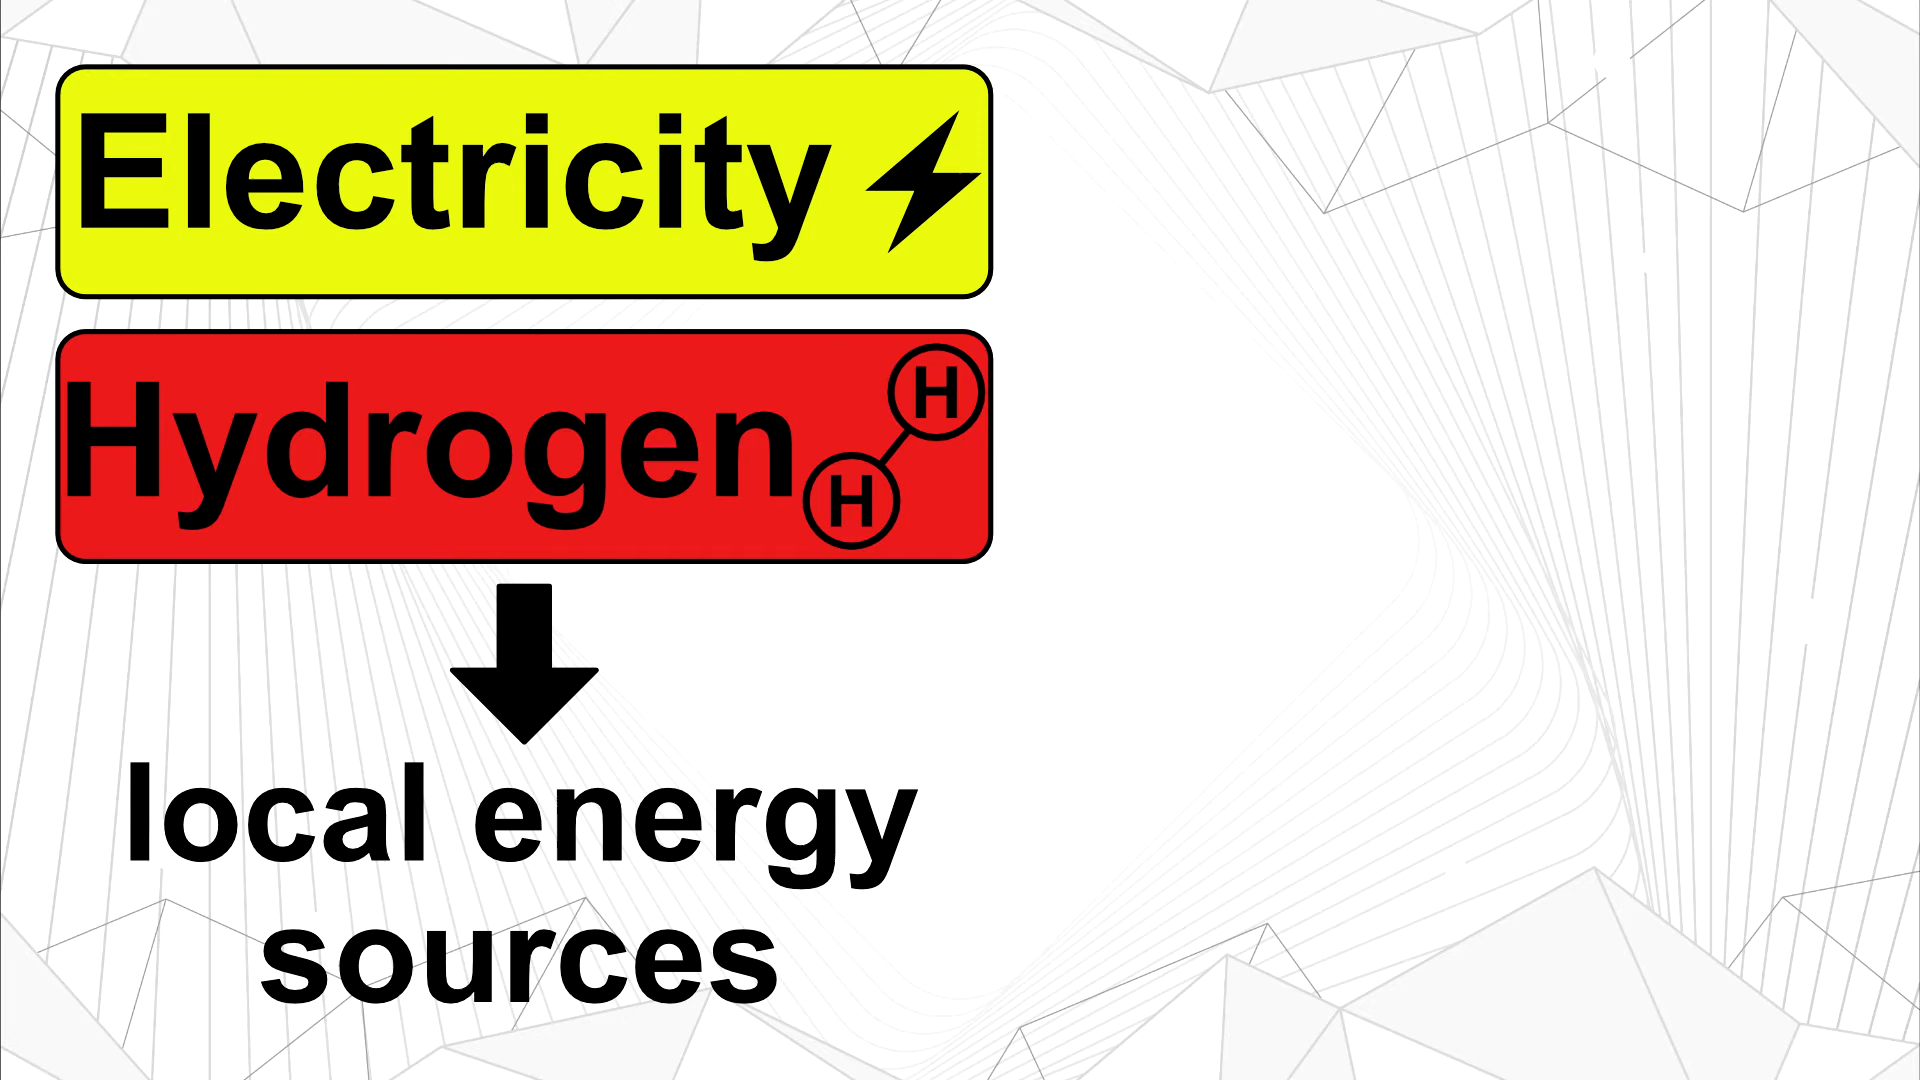 Electricity
Hydrogen
H
H
local energy
sources